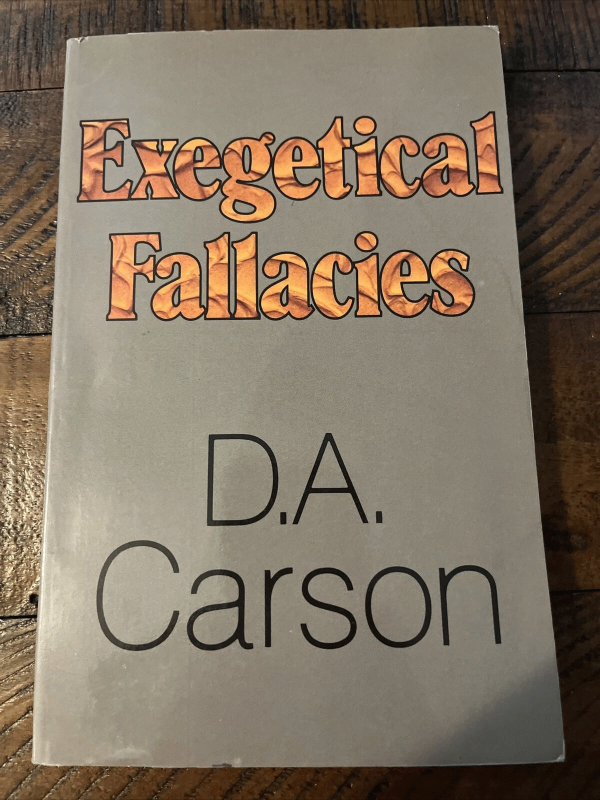 Exegetical
Fallacies
D.A.
Carson